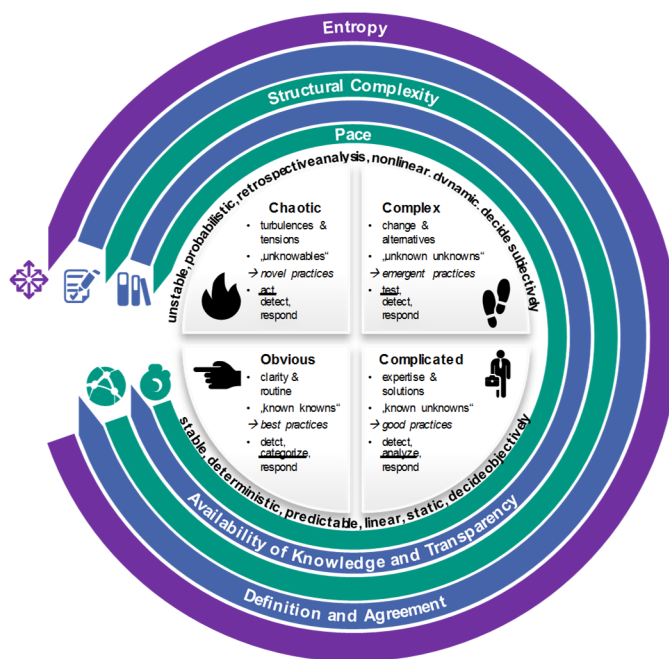 Entropy
Structural Complexity
Pace
unstable, probabilistic, retrospective analysis, nonlinear. dynamic. decide subjectively
Chaotic
• turbulences &
tensions
• „unknowables“
→ novel practices
• act,
detect,
respond
Complex
• change &
alternatives
• „unknown unknowns“
→ emergent practices
• test,
detect,
respond
Obvious
• clarity &
routine
• „known knowns“
→ best practices
• detct,
categorize,
respond
Complicated
• expertise &
solutions
• „known unknowns“
→ good practices
• detect,
analyze,
respond
stable, deterministic, predictable, linear, static, decide objectively
Availability of Knowledge and Transparency
Definition and Agreement